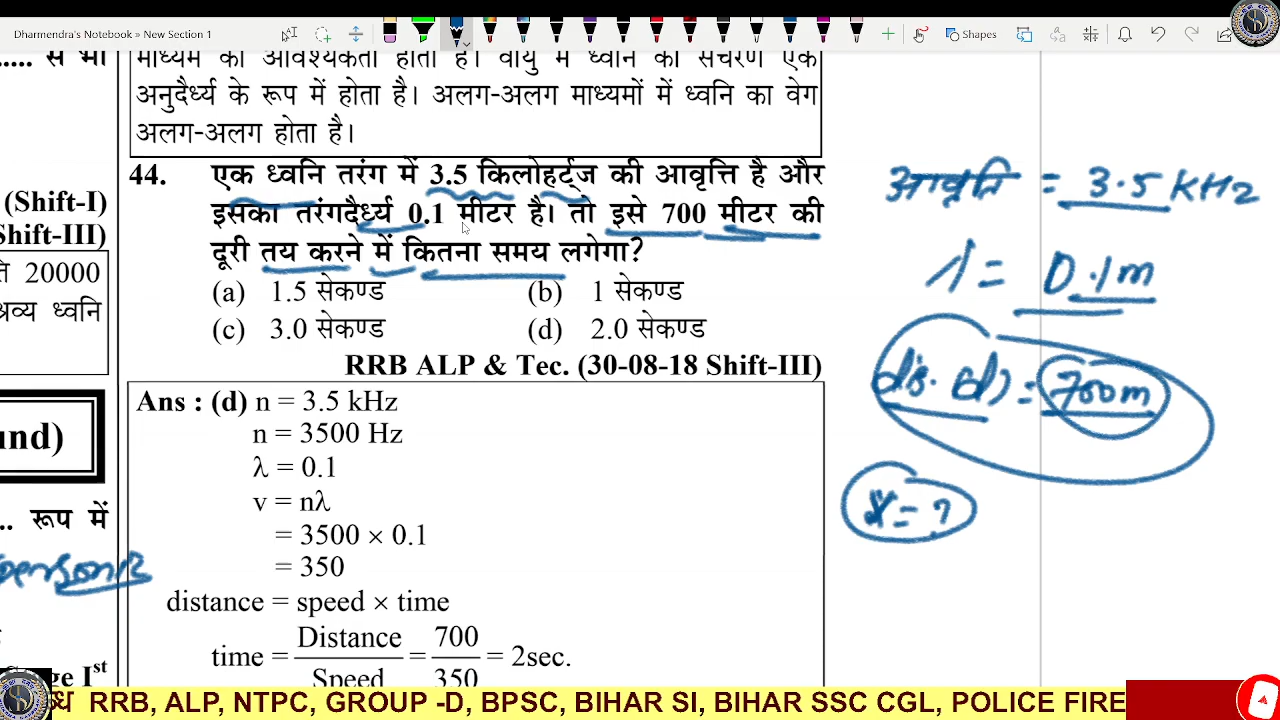 Dharmendra's Notebook » New Section 1
Shapes
..... से भी
माध्यम की आवश्यकता होती है। वायु में ध्वनि का संचरण एक
अनुदैर्ध्य के रूप में होता है। अलग-अलग माध्यमों में ध्वनि का वेग
अलग-अलग होता है।
44. एक ध्वनि तरंग में 3.5 किलोहर्ट्ज की आवृत्ति है और
इसका तरंगदैर्ध्य 0.1 मीटर है। तो इसे 700 मीटर की
दूरी तय करने में कितना समय लगेगा?
(a) 1.5 सेकण्ड (b) 1 सेकण्ड
(c) 3.0 सेकण्ड (d) 2.0 सेकण्ड
RRB ALP & Tec. (30-08-18 Shift-III)
Ans : (d) n = 3.5 kHz
n = 3500 Hz
λ = 0.1
v = nλ
= 3500 × 0.1
= 350
distance = speed × time
time = Distance/Speed = 700/350 = 2sec.
(Shift-I)
Shift-III)
ति 20000
श्रव्य ध्वनि
und)
.. रूप में
person B
ge Ist
आवृत्ति = 3.5 KHz
λ = 0.1m
dis. (d) = 700m
= ?
RRB, ALP, NTPC, GROUP -D, BPSC, BIHAR SI, BIHAR SSC CGL, POLICE FIRE